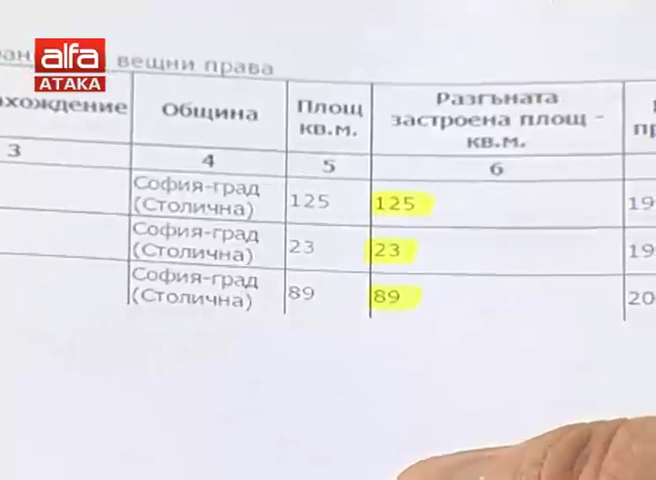 alfa
АТАКА
вещни права
Община
Площ
кв.м.
Разгъната
застроена площ -
кв.м.
3
4
5
6
София-град
(Столична)
125
125
София-град
(Столична)
23
23
София-град
(Столична)
89
89